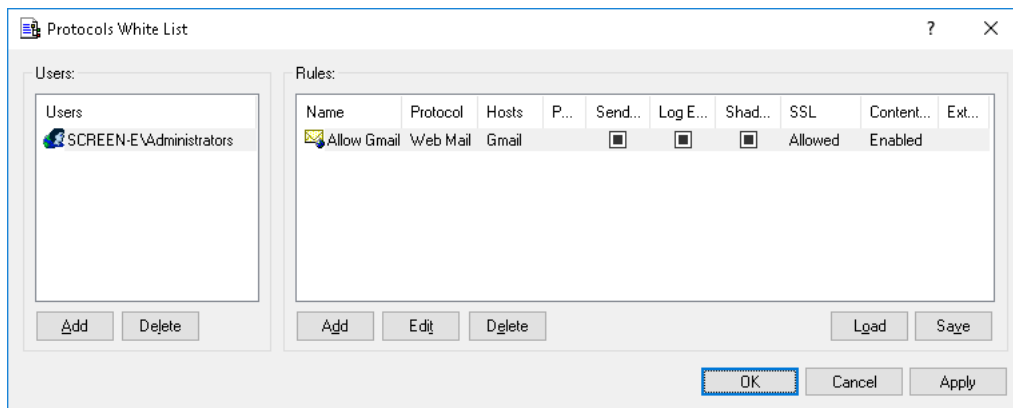 Protocols White List
?
Users:
Users
SCREEN-E\Administrators
Add Delete
Rules:
Name Protocol Hosts P... Send... Log E... Shad... SSL Content... Ext...
Allow Gmail Web Mail Gmail Allowed Enabled
Add Edit Delete Load Save
OK Cancel Apply